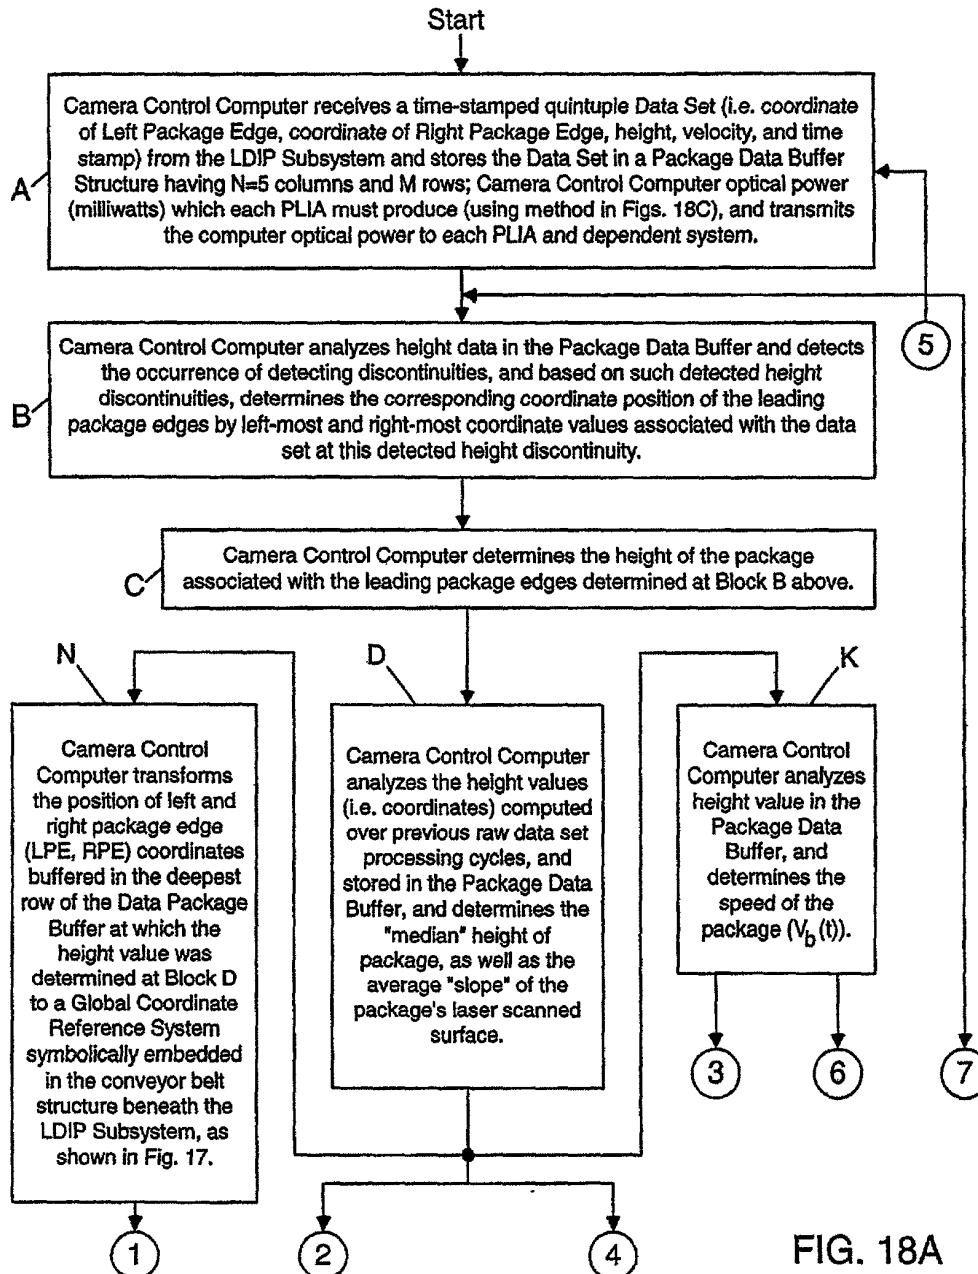 Start
Camera Control Computer receives a time-stamped quintuple Data Set (i.e. coordinate
of Left Package Edge, coordinate of Right Package Edge, height, velocity, and time
stamp) from the LDIP Subsystem and stores the Data Set in a Package Data Buffer
Structure having N=5 columns and M rows; Camera Control Computer optical power
(milliwatts) which each PLIA must produce (using method in Figs. 18C), and transmits
the computer optical power to each PLIA and dependent system.
A
5
Camera Control Computer analyzes height data in the Package Data Buffer and detects
the occurrence of detecting discontinuities, and based on such detected height
discontinuities, determines the corresponding coordinate position of the leading
package edges by left-most and right-most coordinate values associated with the data
set at this detected height discontinuity.
B
Camera Control Computer determines the height of the package
associated with the leading package edges determined at Block B above.
C
N
Camera Control
Computer transforms
the position of left and
right package edge
(LPE, RPE) coordinates
buffered in the deepest
row of the Data Package
Buffer at which the
height value was
determined at Block D
to a Global Coordinate
Reference System
symbolically embedded
in the conveyor belt
structure beneath the
LDIP Subsystem, as
shown in Fig. 17.
D
Camera Control Computer
analyzes the height values
(i.e. coordinates) computed
over previous raw data set
processing cycles, and
stored in the Package Data
Buffer, and determines the
"median" height of
package, as well as the
average "slope" of the
package's laser scanned
surface.
K
Camera Control
Computer analyzes
height value in the
Package Data
Buffer, and
determines the
speed of the
package (V_b(t)).
3
6
7
1
2
4
FIG. 18A